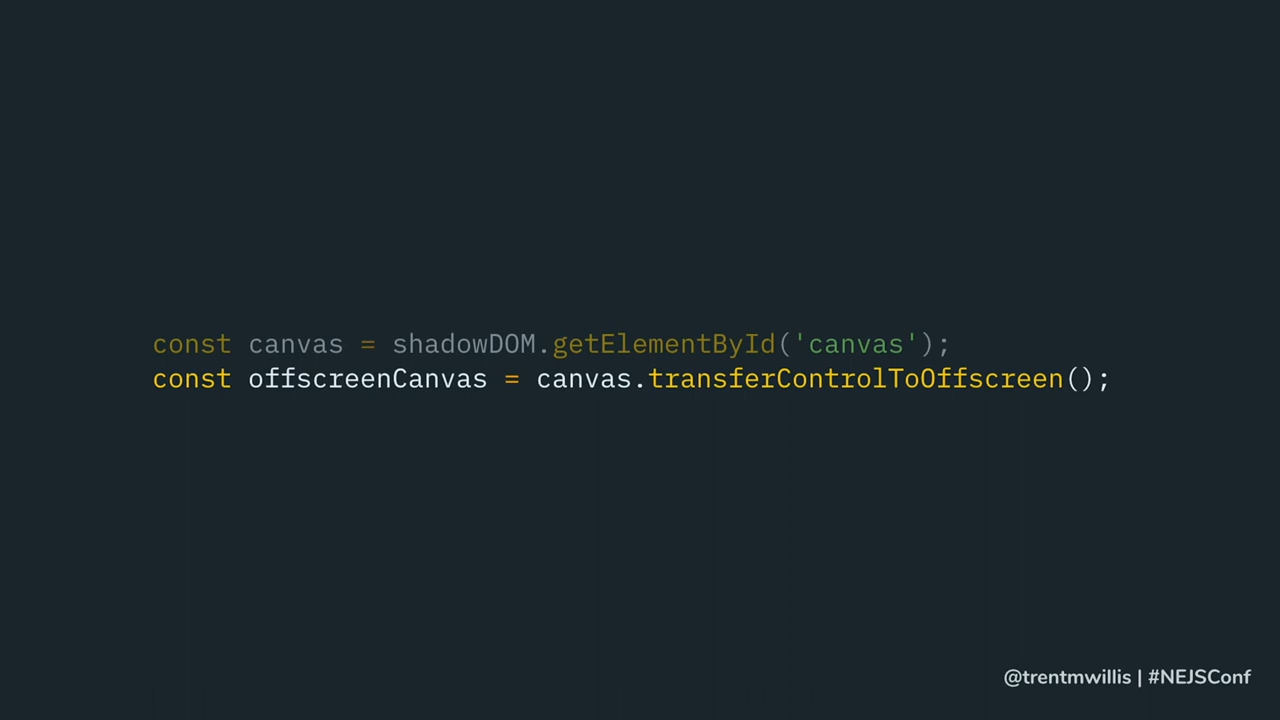 const canvas = shadowDOM.getElementById('canvas');
const offscreenCanvas = canvas.transferControlToOffscreen();
@trentmwillis | #NEJSConf